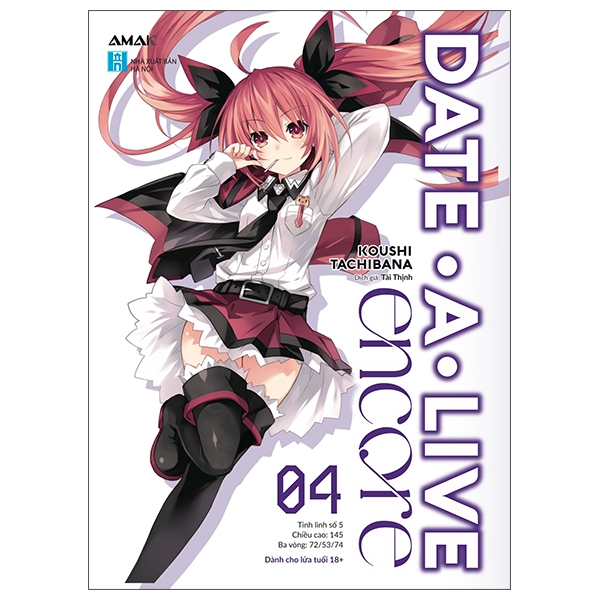 AMAK
NHÀ XUẤT BẢN
HÀ NỘI
DATE•A•LIVE
encore
KOUSHI
TACHIBANA
Dịch giả: Tài Thịnh
04
Tinh linh số 5
Chiều cao: 145
Ba vòng: 72/53/74
Dành cho lứa tuổi 18+